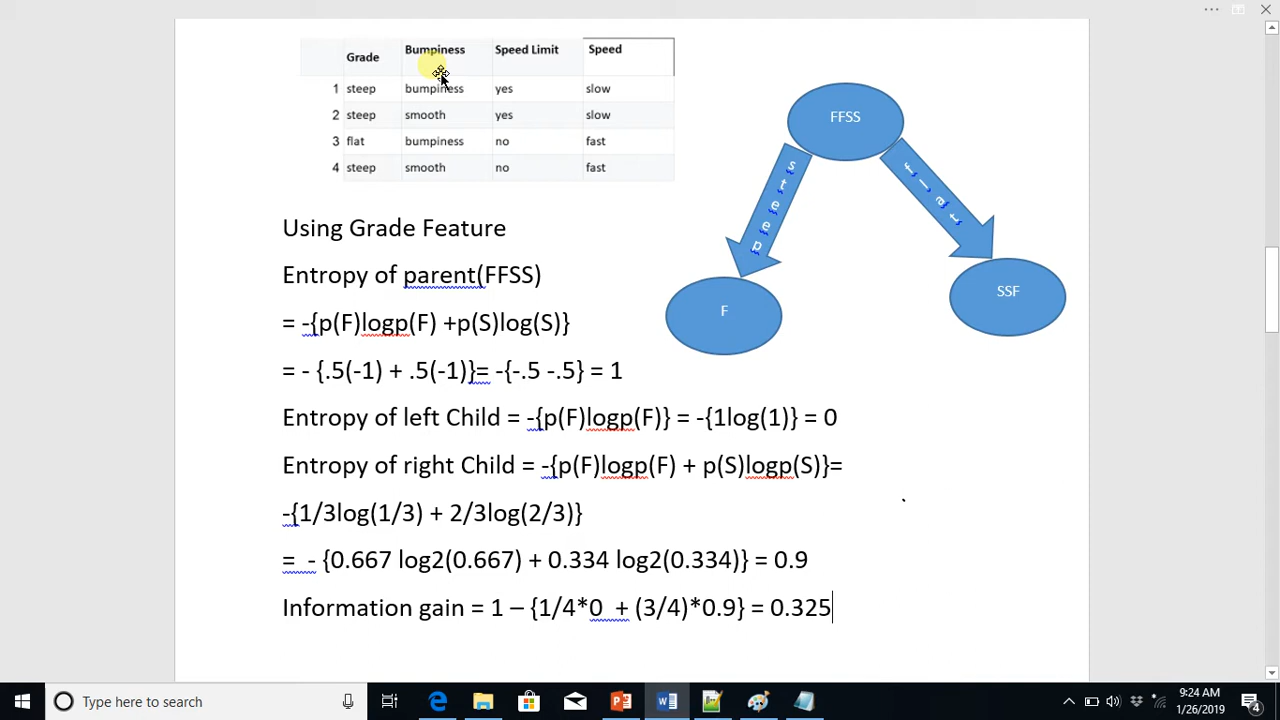 Grade Bumpiness Speed Limit Speed
1 steep bumpiness yes slow
2 steep smooth yes slow
3 flat bumpiness no fast
4 steep smooth no fast
FFSS
steep
flat
F
SSF
Using Grade Feature
Entropy of parent(FFSS)
= -{p(F)logp(F) +p(S)log(S)}
= - {.5(-1) + .5(-1)}= -{-.5 -.5} = 1
Entropy of left Child = -{p(F)logp(F)} = -{1log(1)} = 0
Entropy of right Child = -{p(F)logp(F) + p(S)logp(S)}=
-{1/3log(1/3) + 2/3log(2/3)}
= - {0.667 log2(0.667) + 0.334 log2(0.334)} = 0.9
Information gain = 1 – {1/4*0 + (3/4)*0.9} = 0.325
Type here to search
9:24 AM
1/26/2019
4